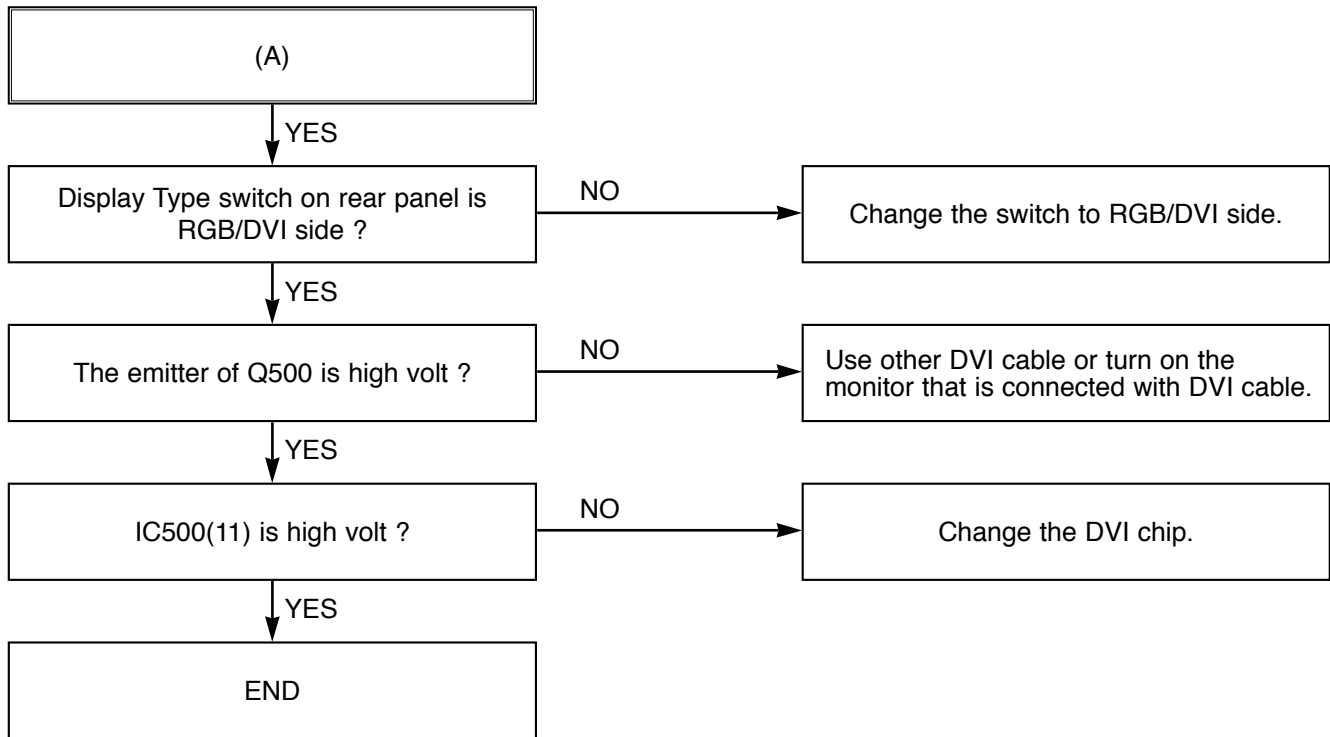 (A)
YES
Display Type switch on rear panel is
RGB/DVI side ?
NO
Change the switch to RGB/DVI side.
YES
The emitter of Q500 is high volt ?
NO
Use other DVI cable or turn on the
monitor that is connected with DVI cable.
YES
IC500(11) is high volt ?
NO
Change the DVI chip.
YES
END